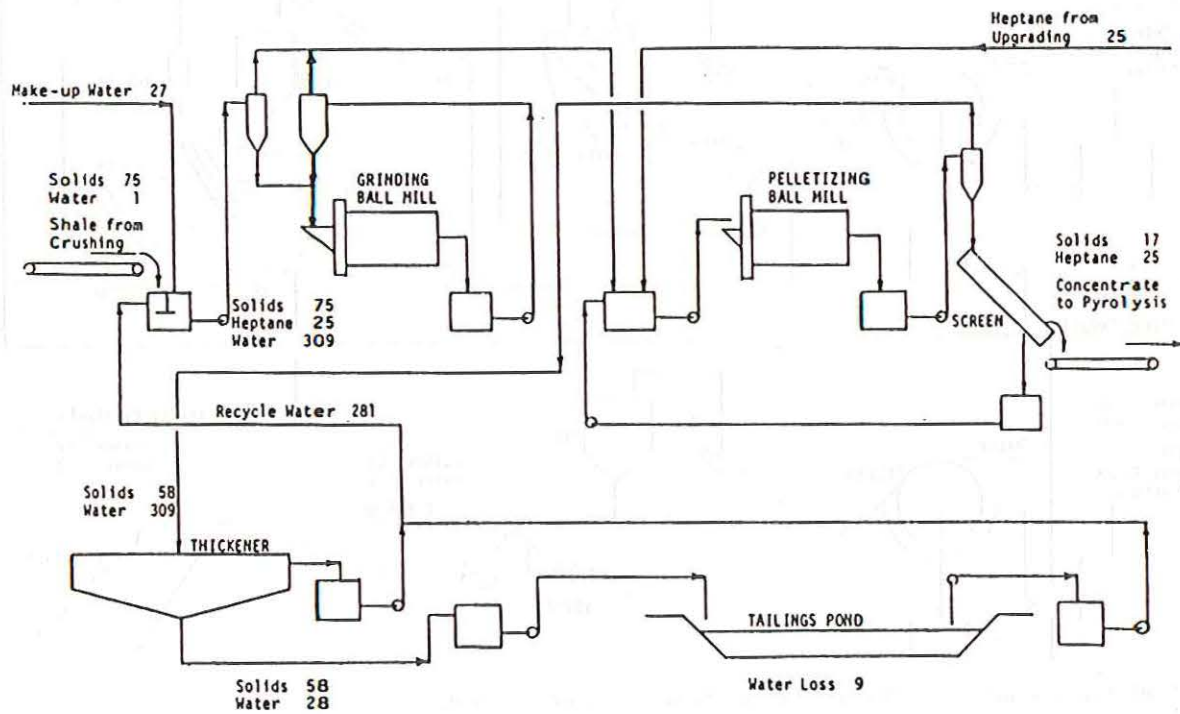 Heptane from
Upgrading 25
Make-up Water 27
Solids 75
Water 1
Shale from
Crushing
GRINDING
BALL MILL
PELLETIZING
BALL MILL
Solids 17
Heptane 25
Concentrate
to Pyrolysis
Solids 75
Heptane 25
Water 309
SCREEN
Recycle Water 281
Solids 58
Water 309
THICKENER
TAILINGS POND
Solids 58
Water 28
Water Loss 9